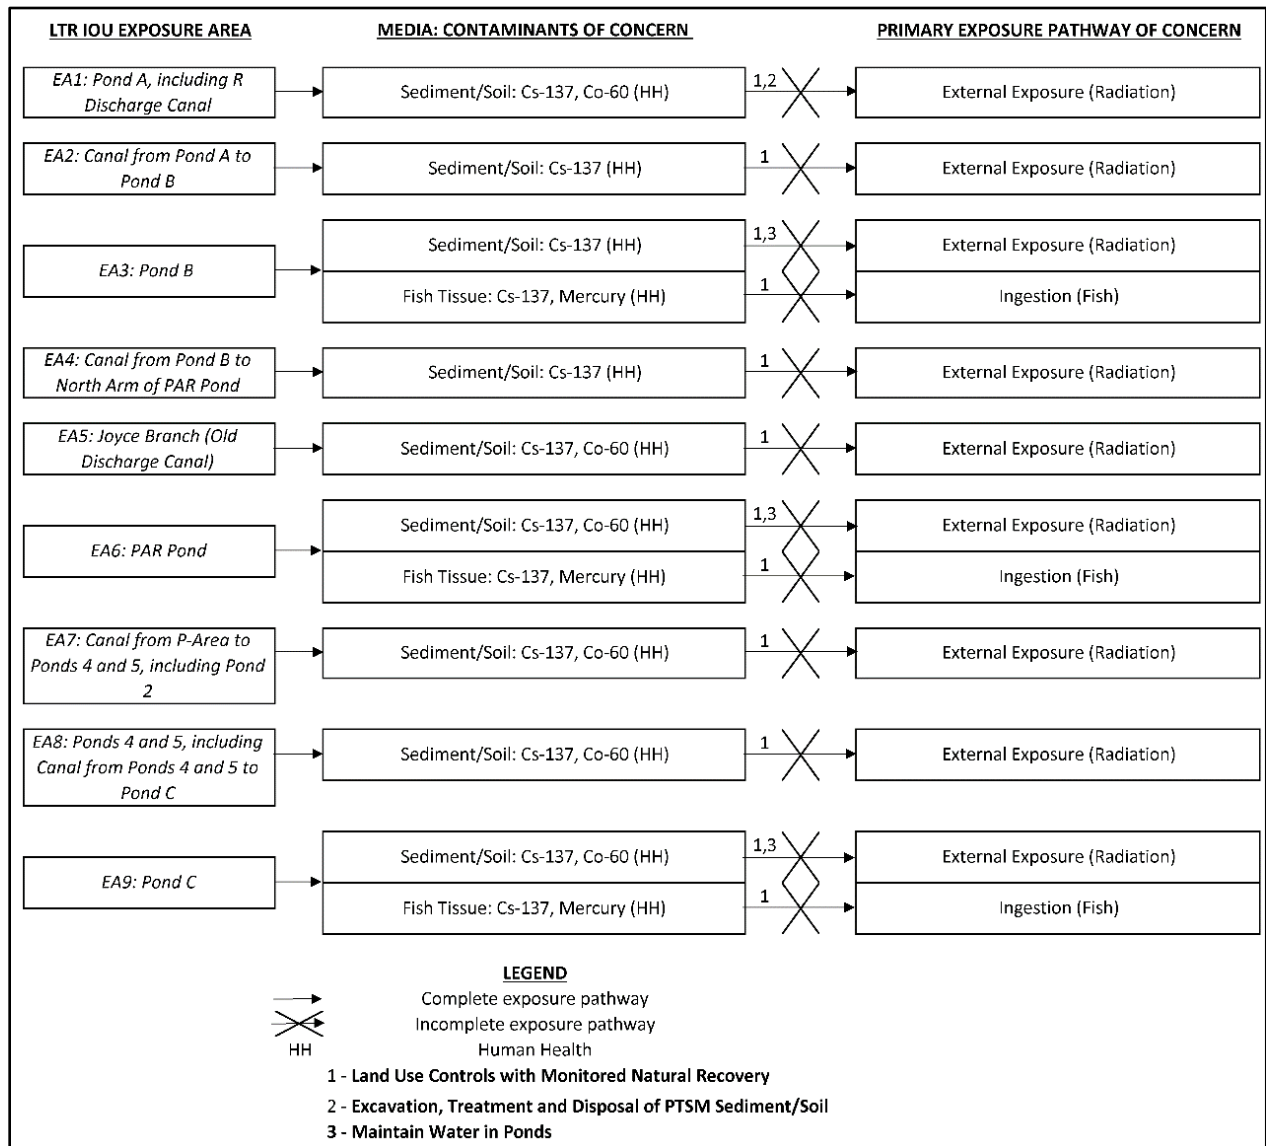 LTR IOU EXPOSURE AREA
MEDIA: CONTAMINANTS OF CONCERN
PRIMARY EXPOSURE PATHWAY OF CONCERN
EA1: Pond A, including R
Discharge Canal
Sediment/Soil: Cs-137, Co-60 (HH)
1,2
External Exposure (Radiation)
EA2: Canal from Pond A to
Pond B
Sediment/Soil: Cs-137 (HH)
1
External Exposure (Radiation)
EA3: Pond B
Sediment/Soil: Cs-137 (HH)
1,3
External Exposure (Radiation)
Fish Tissue: Cs-137, Mercury (HH)
1
Ingestion (Fish)
EA4: Canal from Pond B to
North Arm of PAR Pond
Sediment/Soil: Cs-137 (HH)
1
External Exposure (Radiation)
EA5: Joyce Branch (Old
Discharge Canal)
Sediment/Soil: Cs-137, Co-60 (HH)
1
External Exposure (Radiation)
EA6: PAR Pond
Sediment/Soil: Cs-137, Co-60 (HH)
1,3
External Exposure (Radiation)
Fish Tissue: Cs-137, Mercury (HH)
1
Ingestion (Fish)
EA7: Canal from P-Area to
Ponds 4 and 5, including Pond
2
Sediment/Soil: Cs-137, Co-60 (HH)
1
External Exposure (Radiation)
EA8: Ponds 4 and 5, including
Canal from Ponds 4 and 5 to
Pond C
Sediment/Soil: Cs-137, Co-60 (HH)
1
External Exposure (Radiation)
EA9: Pond C
Sediment/Soil: Cs-137, Co-60 (HH)
1,3
External Exposure (Radiation)
Fish Tissue: Cs-137, Mercury (HH)
1
Ingestion (Fish)
LEGEND
Complete exposure pathway
Incomplete exposure pathway
HH Human Health
1 - Land Use Controls with Monitored Natural Recovery
2 - Excavation, Treatment and Disposal of PTSM Sediment/Soil
3 - Maintain Water in Ponds